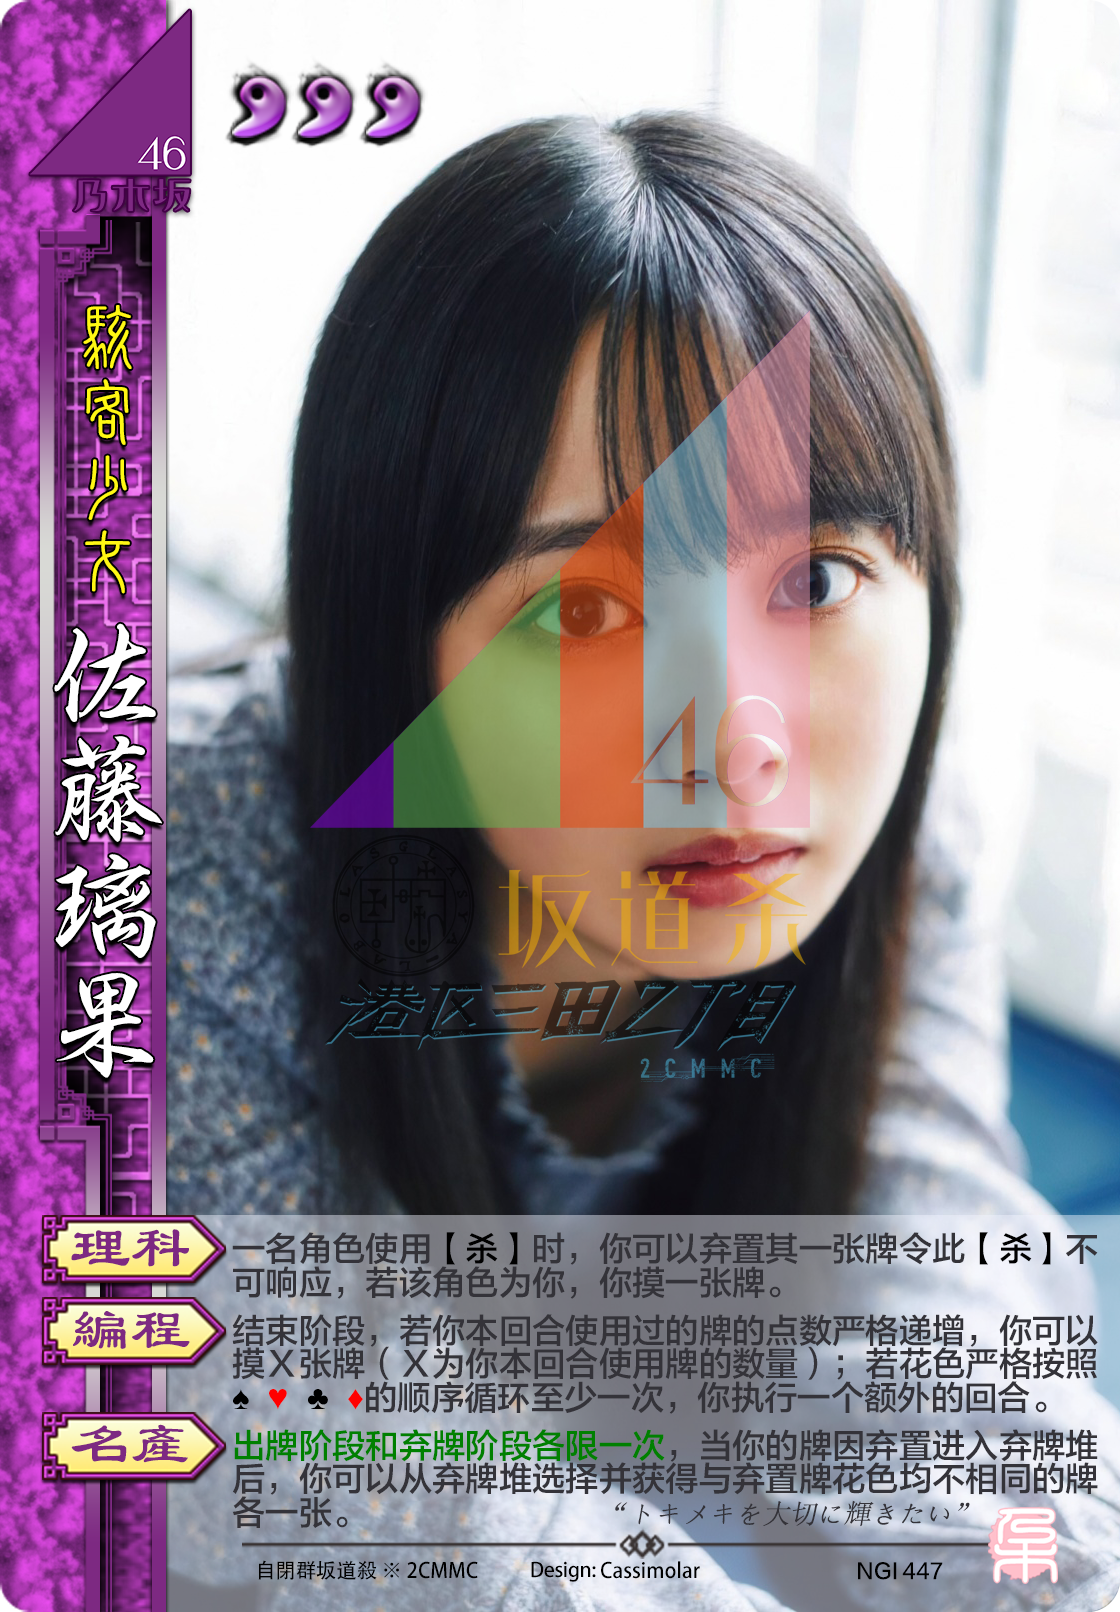 46
乃木坂
駭客少女
佐藤璃果
46
坂道杀
港区三田乙丁目
2CMMC
理科
一名角色使用【杀】时，你可以弃置其一张牌令此【杀】不
可响应，若该角色为你，你摸一张牌。
編程
结束阶段，若你本回合使用过的牌的点数严格递增，你可以
摸X张牌（X为你本回合使用牌的数量）；若花色严格按照
♠ ♥ ♣ ♦的顺序循环至少一次，你执行一个额外的回合。
名產
出牌阶段和弃牌阶段各限一次，当你的牌因弃置进入弃牌堆
后，你可以从弃牌堆选择并获得与弃置牌花色均不相同的牌
各一张。
“トキメキを大切に輝きたい”
自閉群坂道殺 ※ 2CMMC
Design: Cassimolar
NGI 447